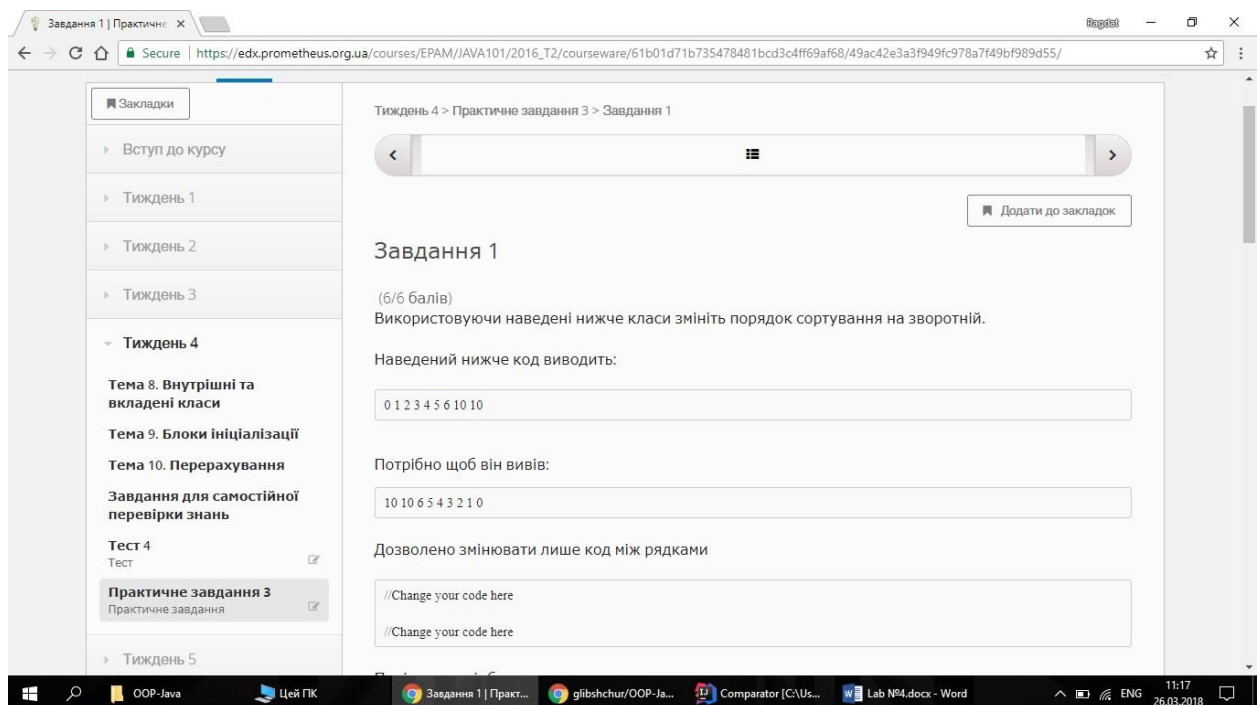 Завдання 1 | Практичне
Ragdat
Secure | https://edx.prometheus.org.ua/courses/EPAM/JAVA101/2016_T2/courseware/61b01d71b735478481bcd3c4ff69af68/49ac42e3a3f949fc978a7f49bf989d55/
Закладки
Вступ до курсу
Тиждень 1
Тиждень 2
Тиждень 3
Тиждень 4
Тема 8. Внутрішні та
вкладені класи
Тема 9. Блоки ініціалізації
Тема 10. Перерахування
Завдання для самостійної
перевірки знань
Тест 4
Тест
Практичне завдання 3
Практичне завдання
Тиждень 5
Тиждень 4 > Практичне завдання 3 > Завдання 1
Додати до закладок
Завдання 1
(6/6 балів)
Використовуючи наведені нижче класи змініть порядок сортування на зворотній.
Наведений нижче код виводить:
0 1 2 3 4 5 6 10 10
Потрібно щоб він вивів:
10 10 6 5 4 3 2 1 0
Дозволено змінювати лише код між рядками
//Change your code here
//Change your code here
OOP-Java
Цей ПК
Завдання 1 | Практ...
glibshchur/OOP-Ja...
Comparator [C:\Us...
Lab №4.docx - Word
ENG
11:17
26.03.2018